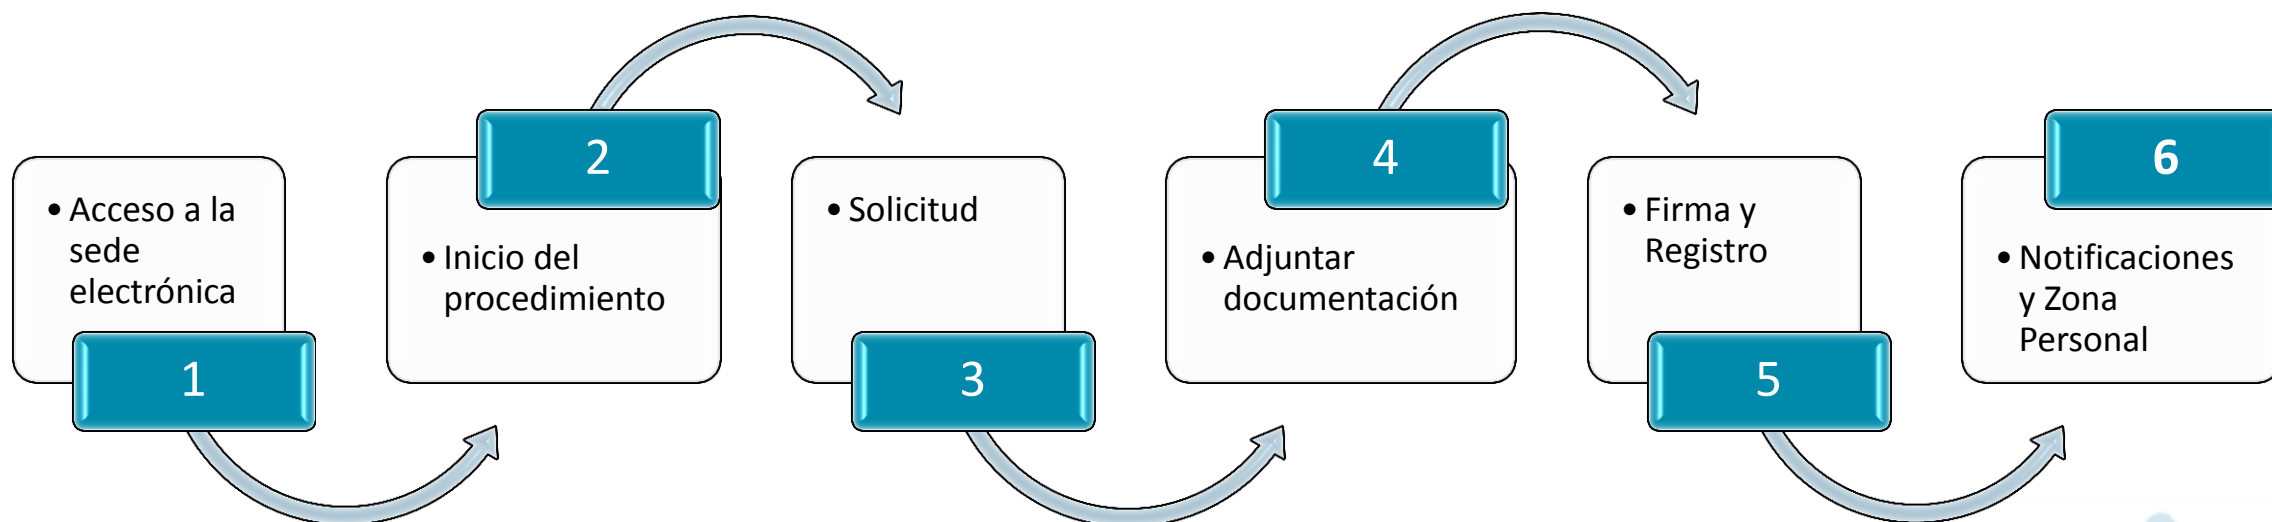 • Acceso a la
sede
electrónica
1
2
• Inicio del
procedimiento
• Solicitud
3
4
• Adjuntar
documentación
• Firma y
Registro
5
6
• Notificaciones
y Zona
Personal